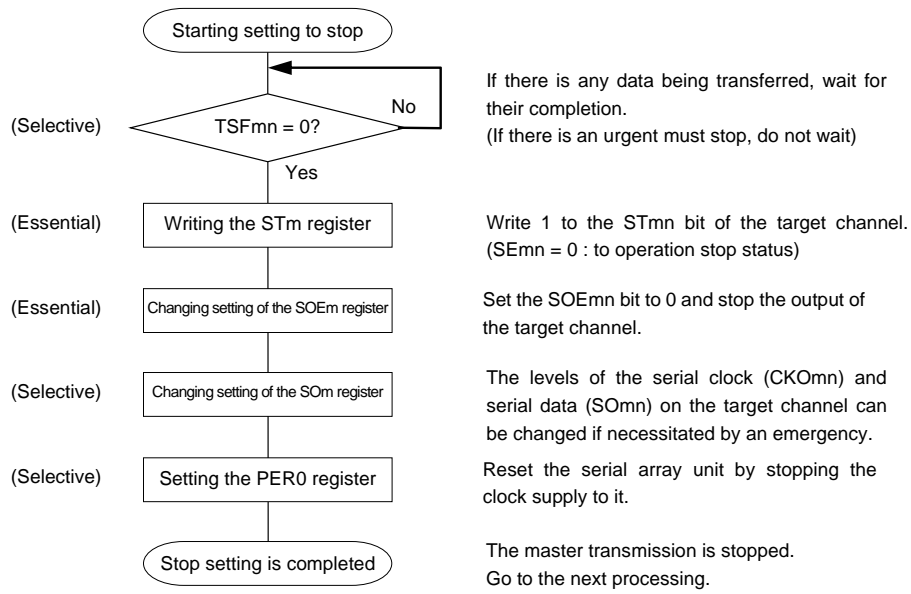 Starting setting to stop
If there is any data being transferred, wait for
their completion.
(If there is an urgent must stop, do not wait)
No
(Selective)
TSFmn = 0?
Yes
(Essential)
Writing the STm register
Write 1 to the STmn bit of the target channel.
(SEmn = 0 : to operation stop status)
(Essential)
Changing setting of the SOEm register
Set the SOEmn bit to 0 and stop the output of
the target channel.
(Selective)
Changing setting of the SOm register
The levels of the serial clock (CKOmn) and
serial data (SOmn) on the target channel can
be changed if necessitated by an emergency.
(Selective)
Setting the PER0 register
Reset the serial array unit by stopping the
clock supply to it.
Stop setting is completed
The master transmission is stopped.
Go to the next processing.